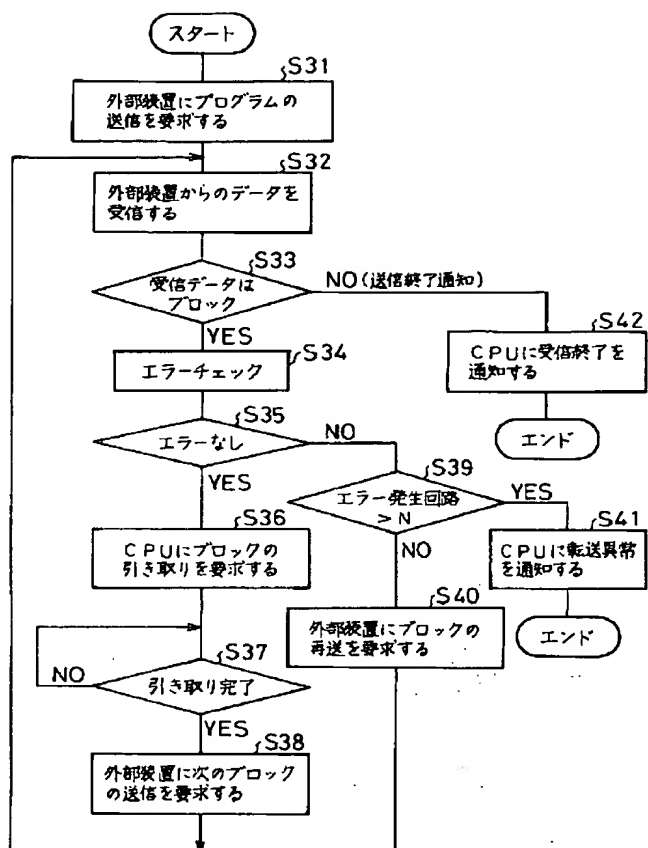 スタート
S31
外部装置にプログラムの
送信を要求する
S32
外部装置からのデータを
受信する
S33
受信データは
ブロック
NO(送信終了通知)
YES
S42
CPUに受信終了を
通知する
エンド
S34
エラーチェック
S35
エラーなし
NO
YES
S39
エラー発生回路
>N
YES
NO
S41
CPUに転送異常
を通知する
エンド
S36
CPUにブロックの
引き取りを要求する
S40
外部装置にブロックの
再送を要求する
S37
引き取り完了
NO
YES
S38
外部装置に次のブロック
の送信を要求する